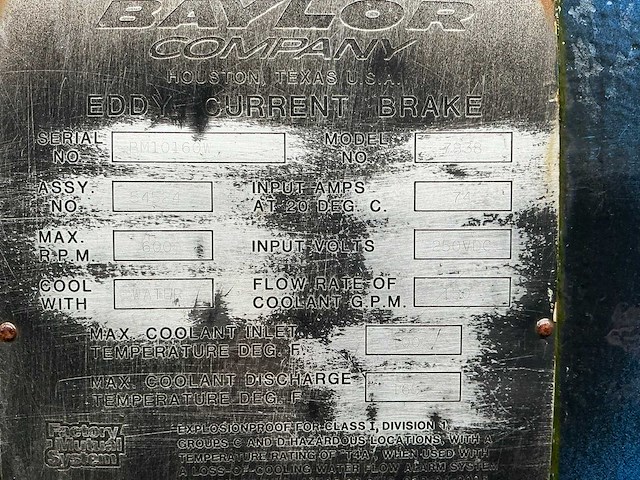 BAYLOR
COMPANY
HOUSTON, TEXAS U.S.A.
EDDY CURRENT BRAKE
SERIAL NO. MODEL NO. 7838
ASSY. NO. INPUT AMPS AT 20 DEG C.
MAX. R.P.M. INPUT VOLTS 250VDC
COOL WITH WATER FLOW RATE OF COOLANT G.P.M.
MAX. COOLANT INLET
TEMPERATURE DEG. F.
MAX. COOLANT DISCHARGE
TEMPERATURE DEG. F.
Factory
Mutual
System
EXPLOSIONPROOF FOR CLASS I, DIVISION 1,
GROUPS C AND D HAZARDOUS LOCATIONS, WITH A
TEMPERATURE RATING OF "T4A", WHEN USED WITH
A LOSS-OF-COOLING WATER FLOW ALARM SYSTEM